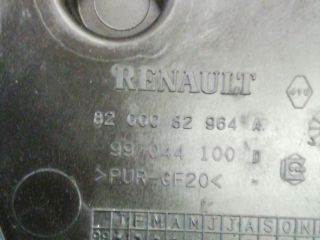 RENAULT
82 000 82 964 A
99 044 100 D
>PUR-GF20<
J F M A M J J A S O N